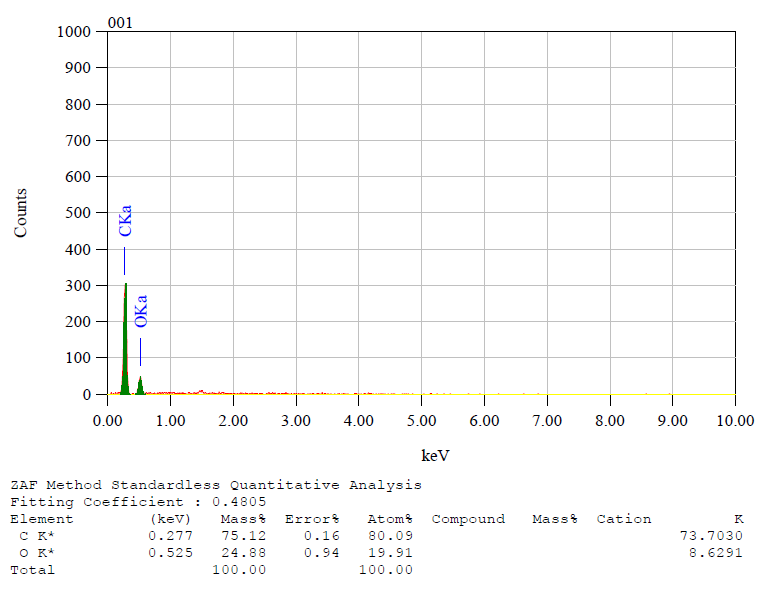 001
1000
900
800
700
600
500
400
300
200
100
0
Counts
CKa
OKa
0.00 1.00 2.00 3.00 4.00 5.00 6.00 7.00 8.00 9.00 10.00
keV
ZAF Method Standardless Quantitative Analysis
Fitting Coefficient : 0.4805
Element (keV) Mass% Error% Atom% Compound Mass% Cation K
C K* 0.277 75.12 0.16 80.09 73.7030
O K* 0.525 24.88 0.94 19.91 8.6291
Total 100.00 100.00